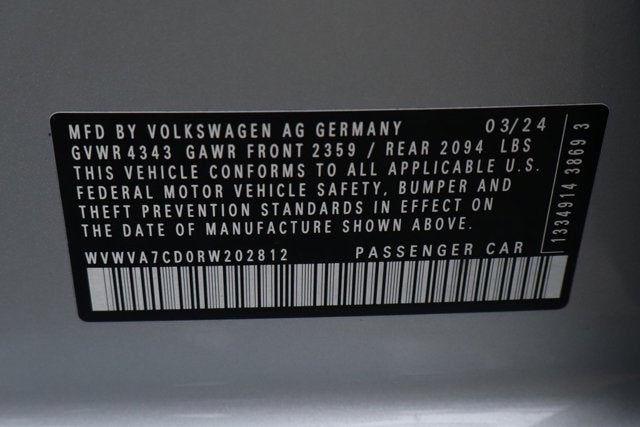 MFD BY VOLKSWAGEN AG GERMANY 03/24
GVWR 4343 GAWR FRONT 2359 / REAR 2094 LBS
THIS VEHICLE CONFORMS TO ALL APPLICABLE U.S.
FEDERAL MOTOR VEHICLE SAFETY, BUMPER AND
THEFT PREVENTION STANDARDS IN EFFECT ON
THE DATE OF MANUFACTURE SHOWN ABOVE.
WVWVA7CD0RW202812 PASSENGER CAR
1334914 3869 3